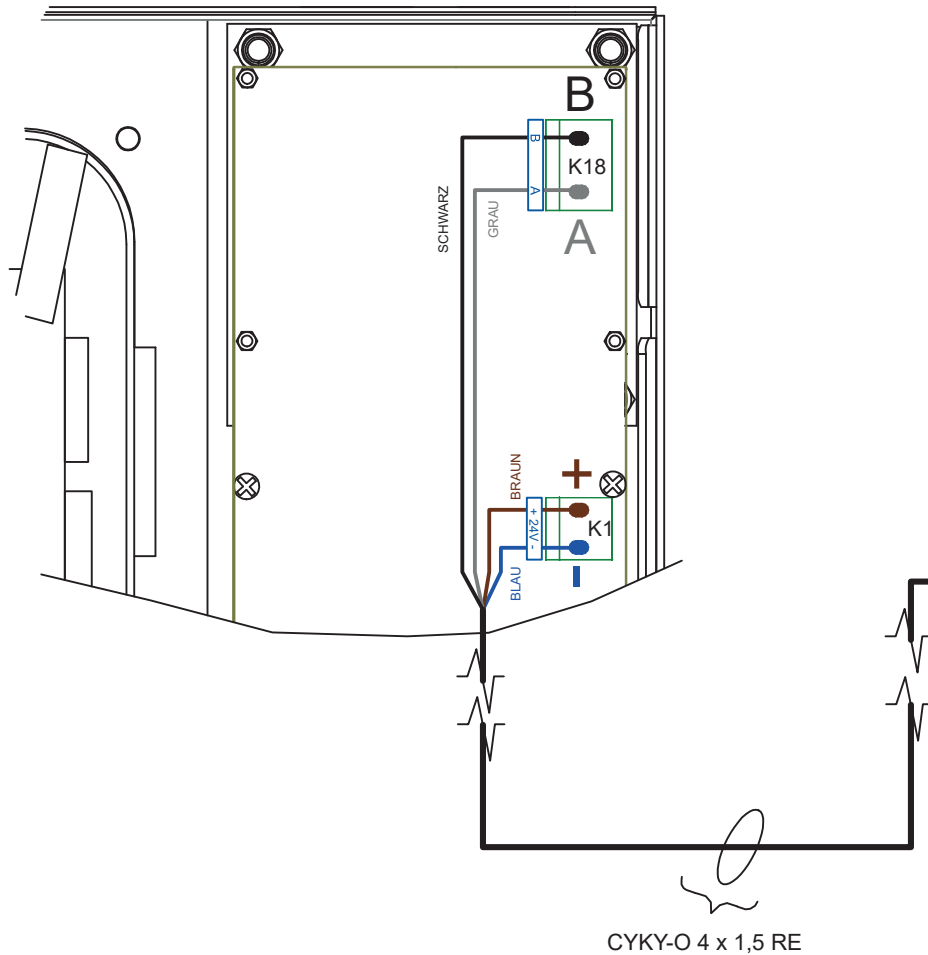 B
B
K18
A
A
SCHWARZ
GRAU
BRAUN
+
+ 24V -
K1
-
BLAU
CYKY-O 4 x 1,5 RE